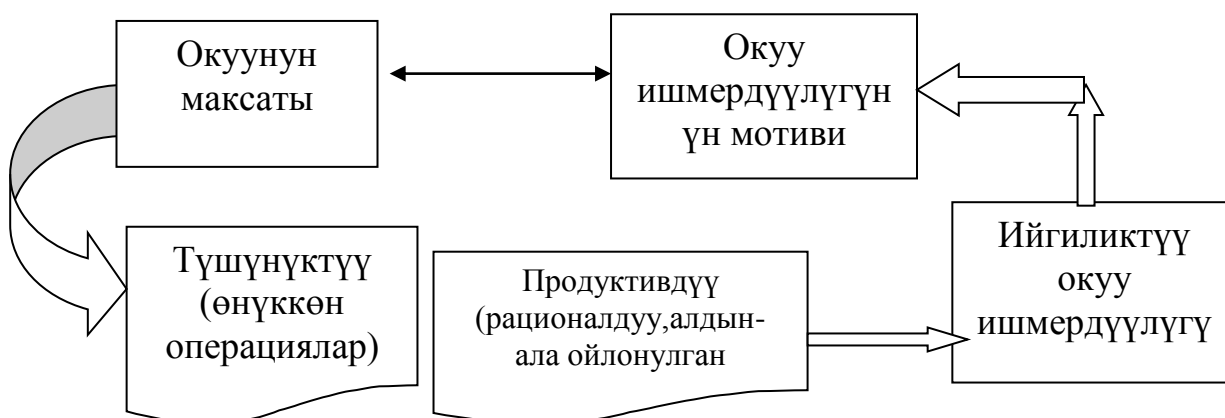 Окуунун
максаты
Окуу
ишмердүүлүгүн
үн мотиви
Түшүнүктүү
(өнүккөн
операциялар)
Продуктивдүү
(рационалдуу,алдын-
ала ойлонулган
Ийгиликтүү
окуу
ишмердүүлүгү